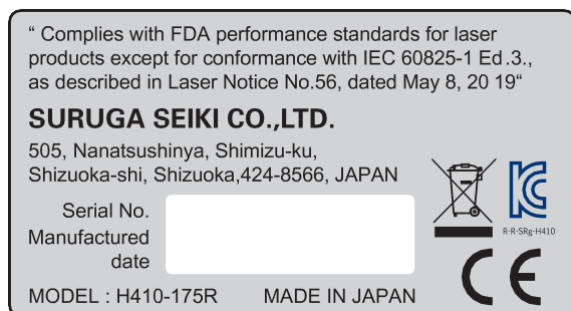 “ Complies with FDA performance standards for laser
products except for conformance with IEC 60825-1 Ed.3.,
as described in Laser Notice No.56, dated May 8, 20 19“
SURUGA SEIKI CO.,LTD.
505, Nanatsushinya, Shimizu-ku,
Shizuoka-shi, Shizuoka,424-8566, JAPAN
Serial No.
Manufactured
date
R-R-SRg-H410
MODEL : H410-175R MADE IN JAPAN
CE